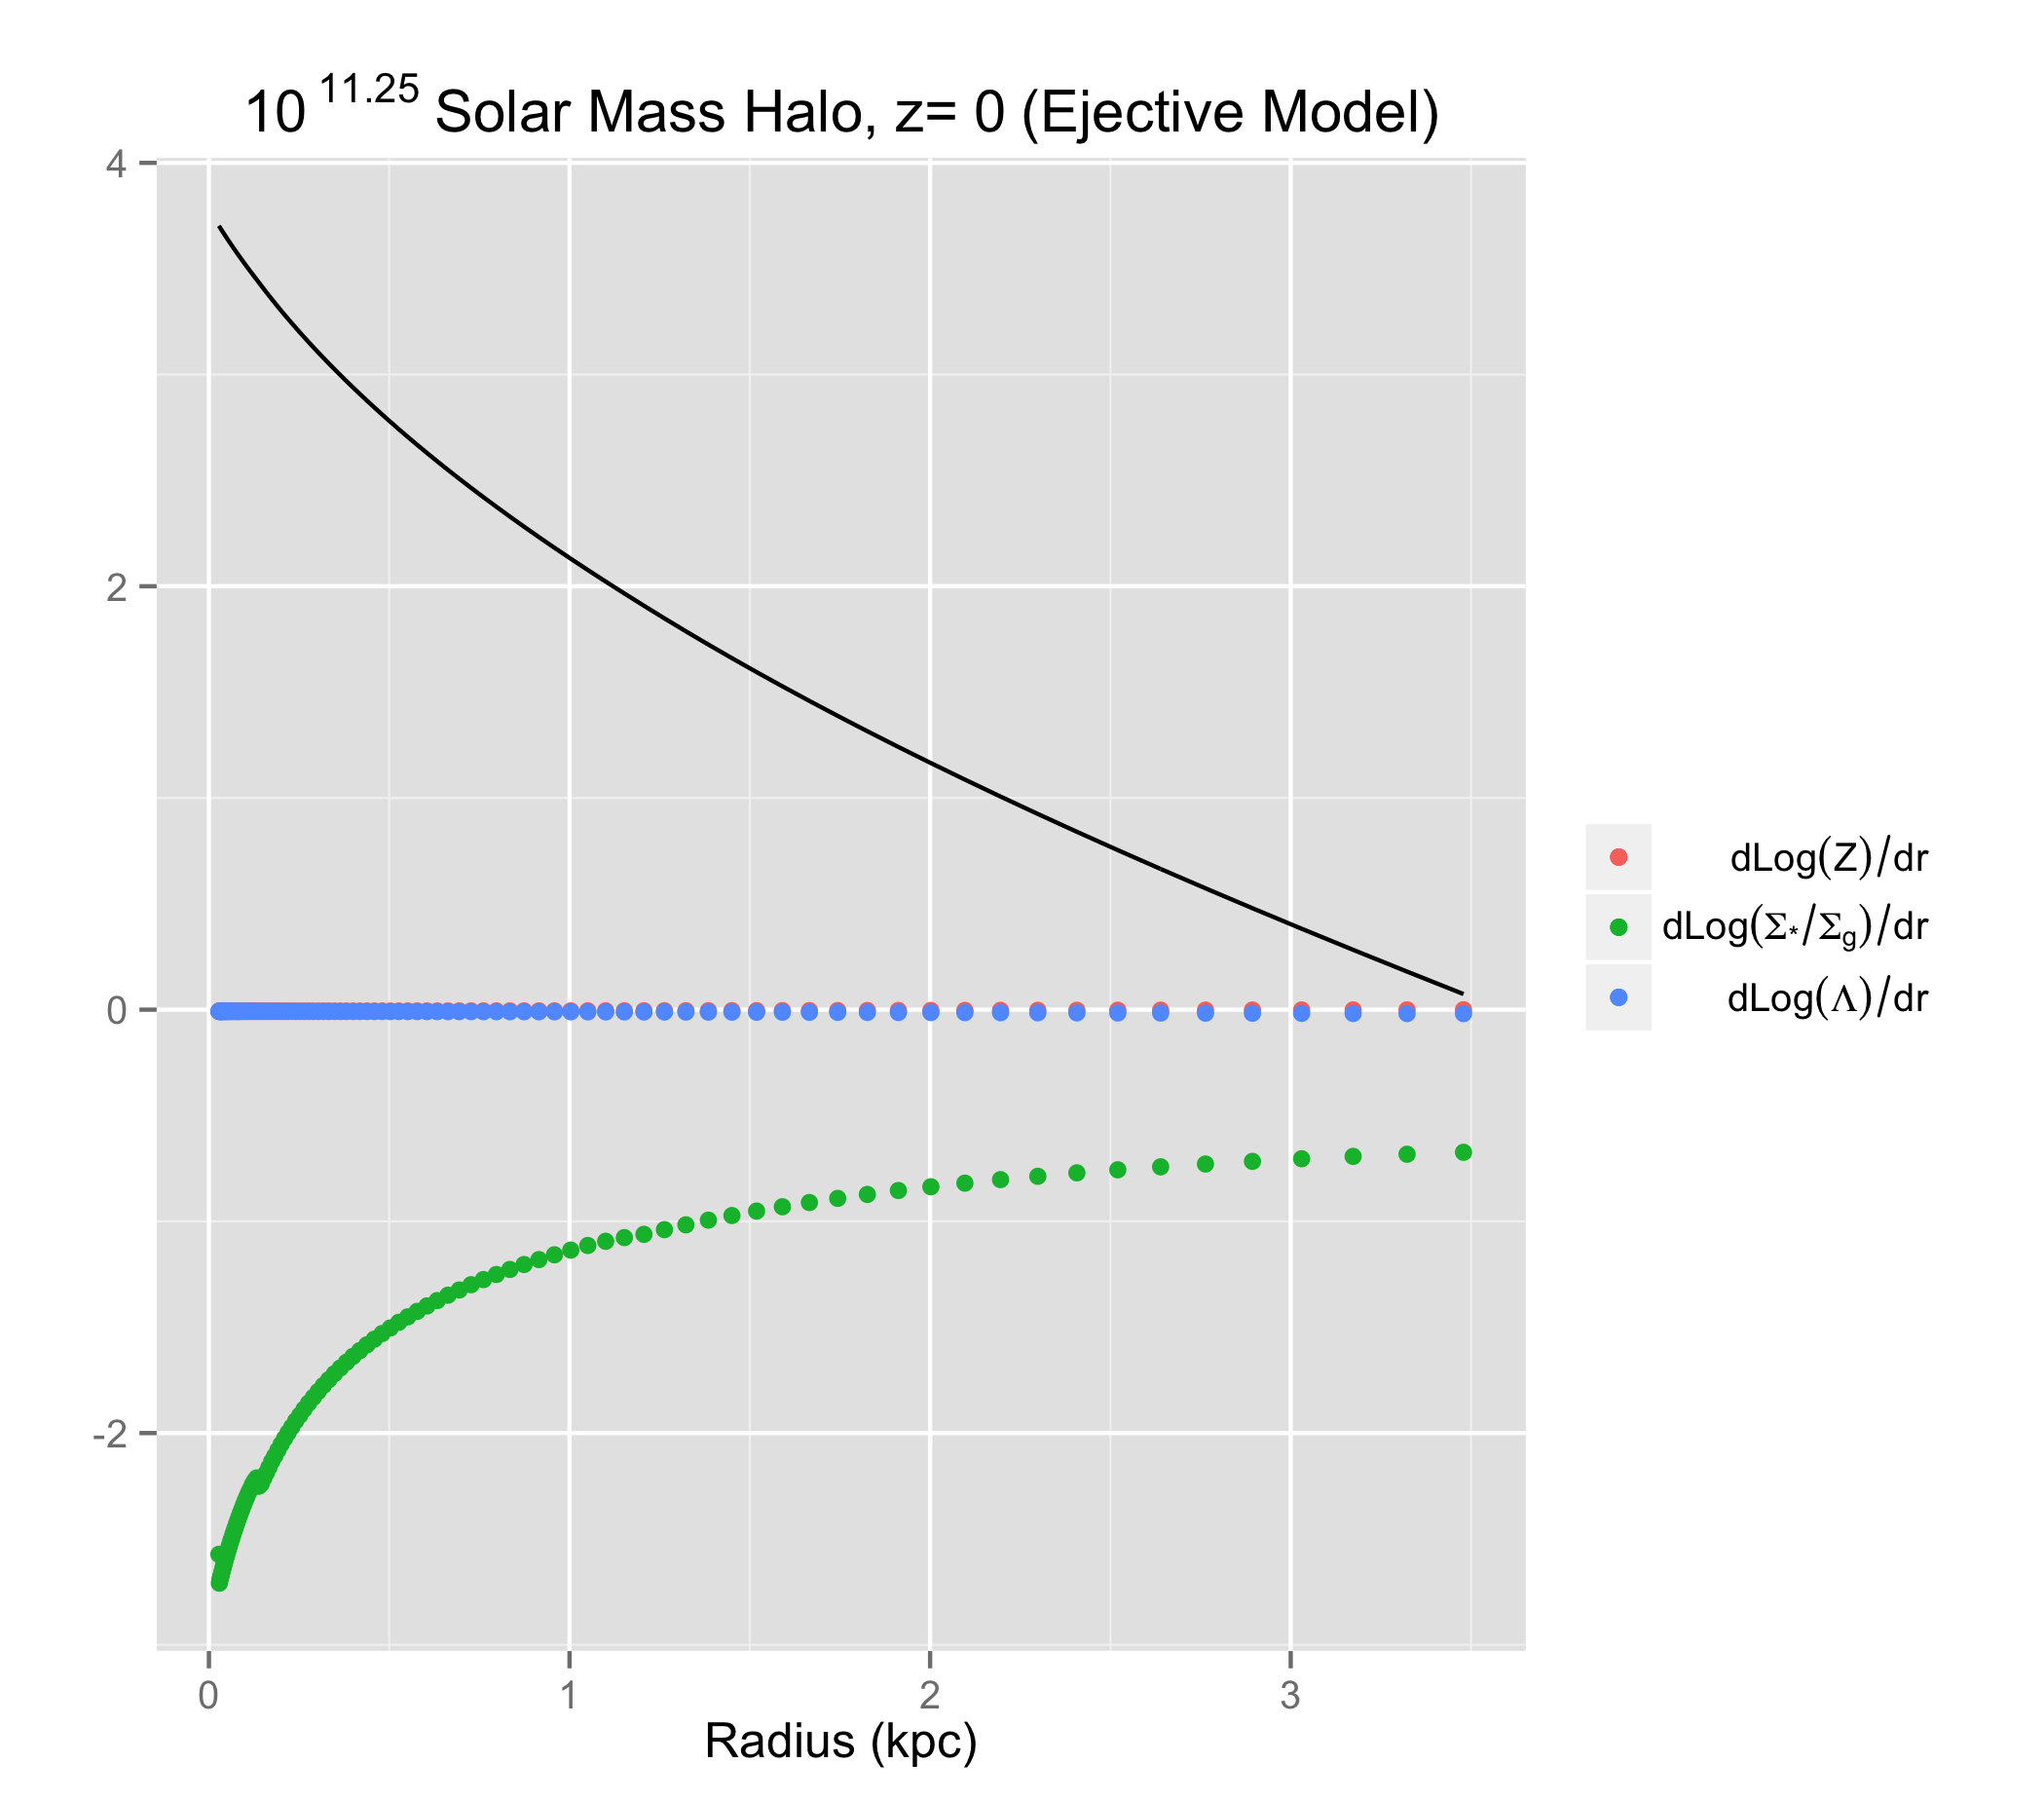 10^11.25 Solar Mass Halo, z= 0 (Ejective Model)
4
2
0
-2
0 1 2 3
Radius (kpc)
dLog(Z)/dr
dLog(Σ*/Σg)/dr
dLog(Λ)/dr